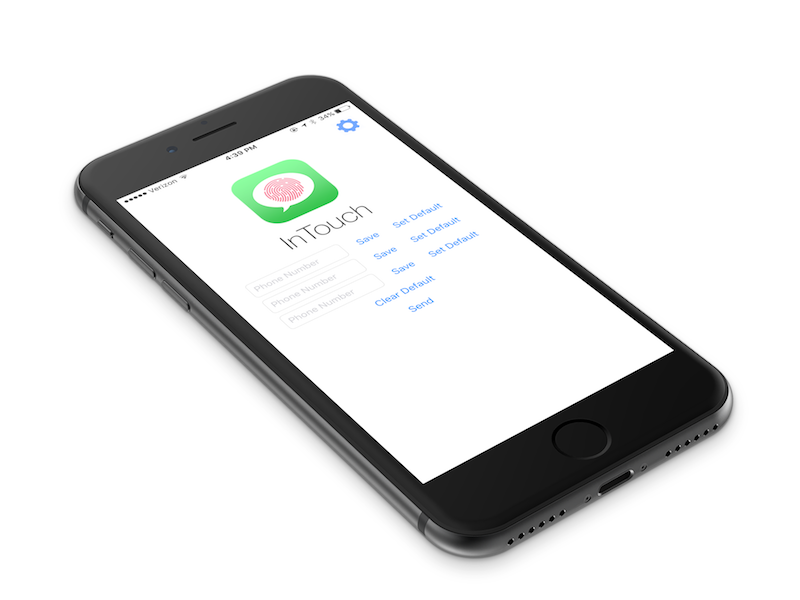 Verizon 4:39 PM 34%
InTouch
Phone Number Save Set Default
Phone Number Save Set Default
Phone Number Save Set Default
Clear Default
Send